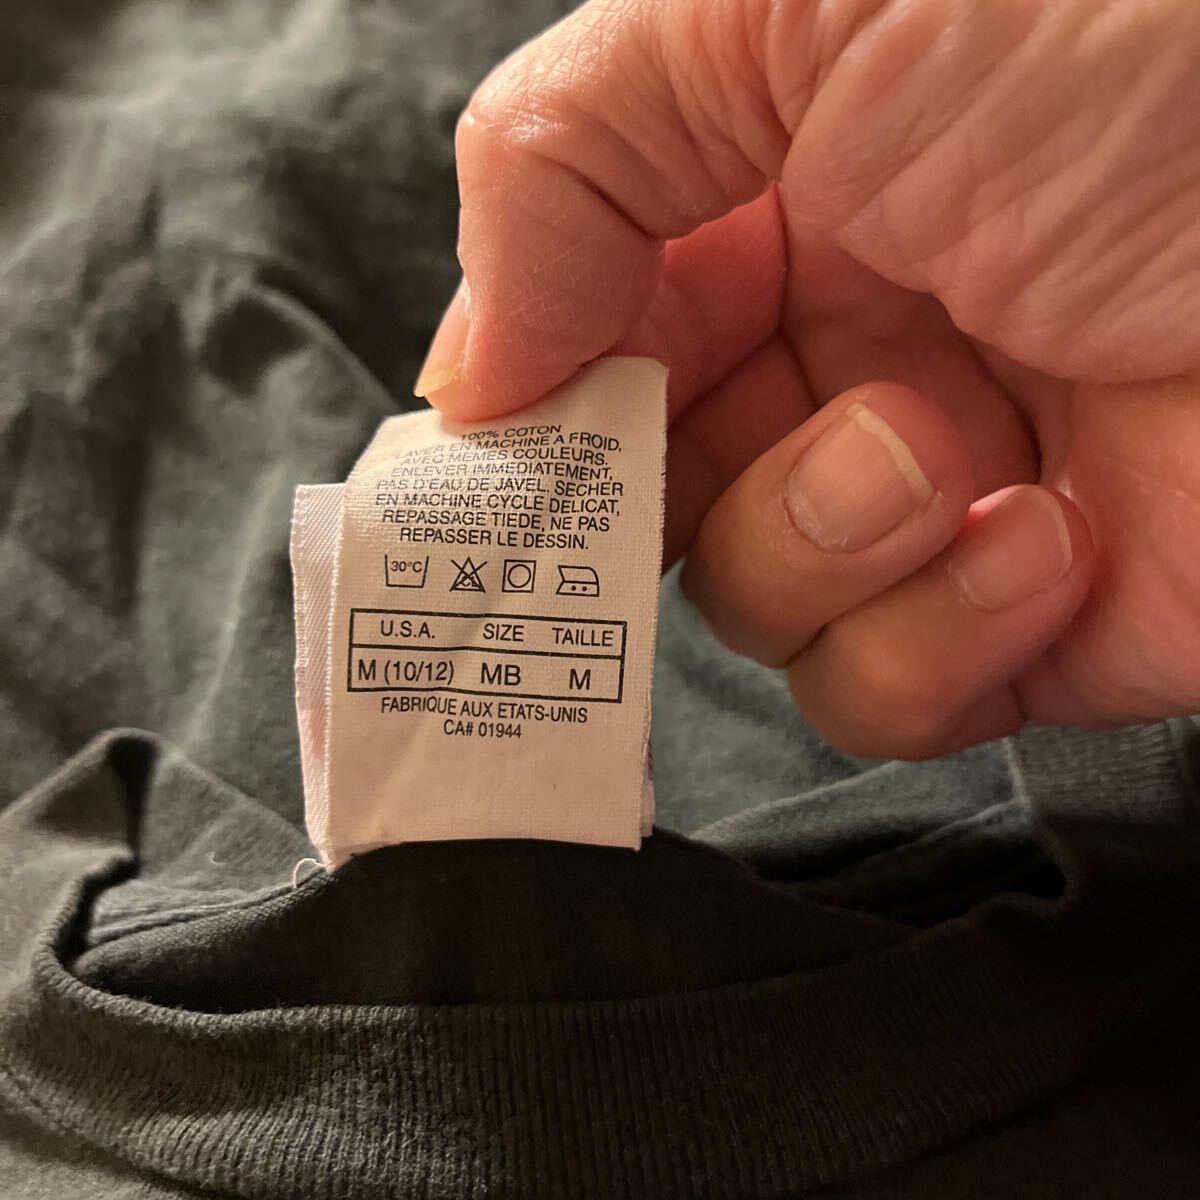 100% COTON
LAVER EN MACHINE A FROID,
AVEC MEMES COULEURS,
ENLEVER IMMEDIATEMENT,
PAS D'EAU DE JAVEL. SECHER
EN MACHINE CYCLE DELICAT,
REPASSAGE TIEDE, NE PAS
REPASSER LE DESSIN.
30°C CL
U.S.A. SIZE TAILLE
M (10/12) MB M
FABRIQUE AUX ETATS-UNIS
CA# 01944